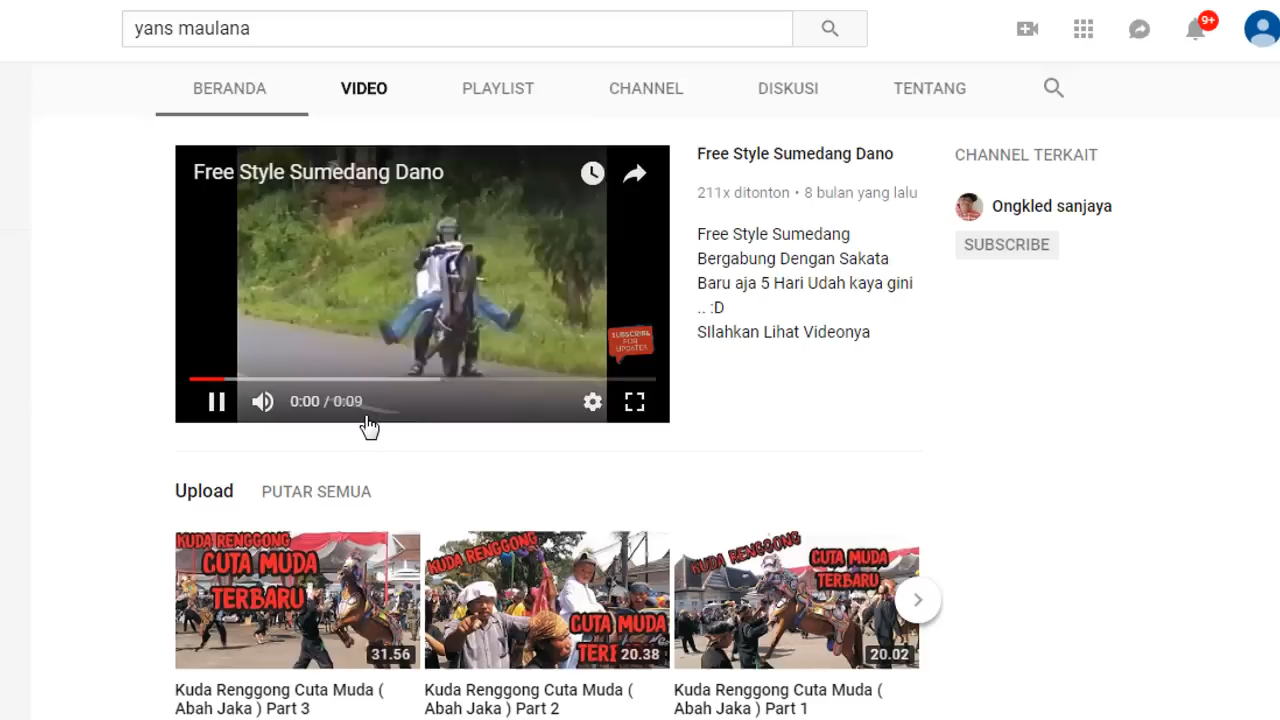 yans maulana
9+
BERANDA VIDEO PLAYLIST CHANNEL DISKUSI TENTANG
Free Style Sumedang Dano
SUBSCRIBE
FOR
UPDATES
0:00 / 0:09
Free Style Sumedang Dano
211x ditonton • 8 bulan yang lalu
Free Style Sumedang
Bergabung Dengan Sakata
Baru aja 5 Hari Udah kaya gini
.. :D
SIlahkan Lihat Videonya
CHANNEL TERKAIT
Ongkled sanjaya
SUBSCRIBE
Upload PUTAR SEMUA
KUDA RENGGONG
CUTA MUDA
TERBARU
31.56
Kuda Renggong Cuta Muda (
Abah Jaka ) Part 3
KUDA RENGGONG
CUTA MUDA
20.38
Kuda Renggong Cuta Muda (
Abah Jaka ) Part 2
KUDA RENGGONG
CUTA MUDA
TERBARU
20.02
Kuda Renggong Cuta Muda (
Abah Jaka ) Part 1